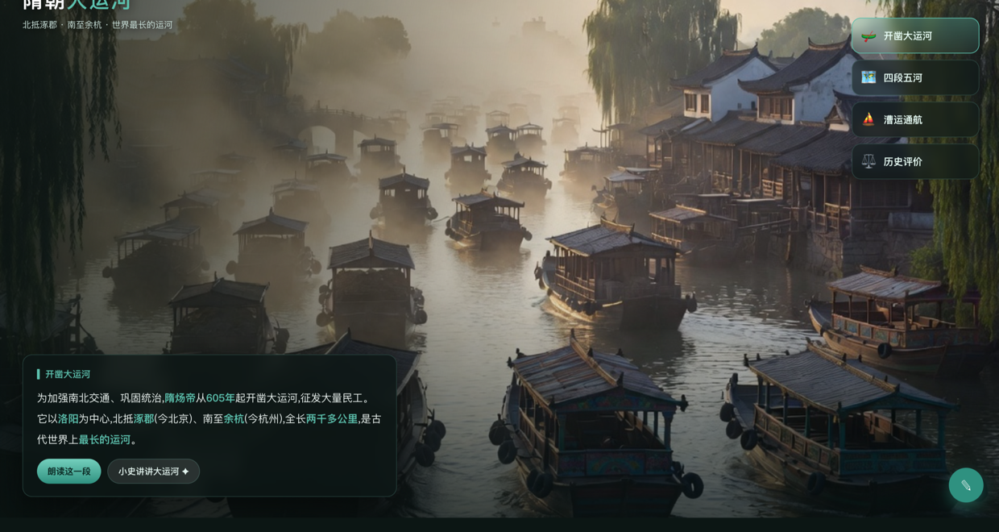 隋朝大运河
北抵涿郡 · 南至余杭 · 世界最长的运河
开凿大运河
四段五河
漕运通航
历史评价
开凿大运河
为加强南北交通、巩固统治,隋炀帝从605年起开凿大运河,征发大量民工。
它以洛阳为中心,北抵涿郡(今北京)、南至余杭(今杭州),全长两千多公里,是古
代世界上最长的运河。
朗读这一段
小史讲讲大运河 ✦